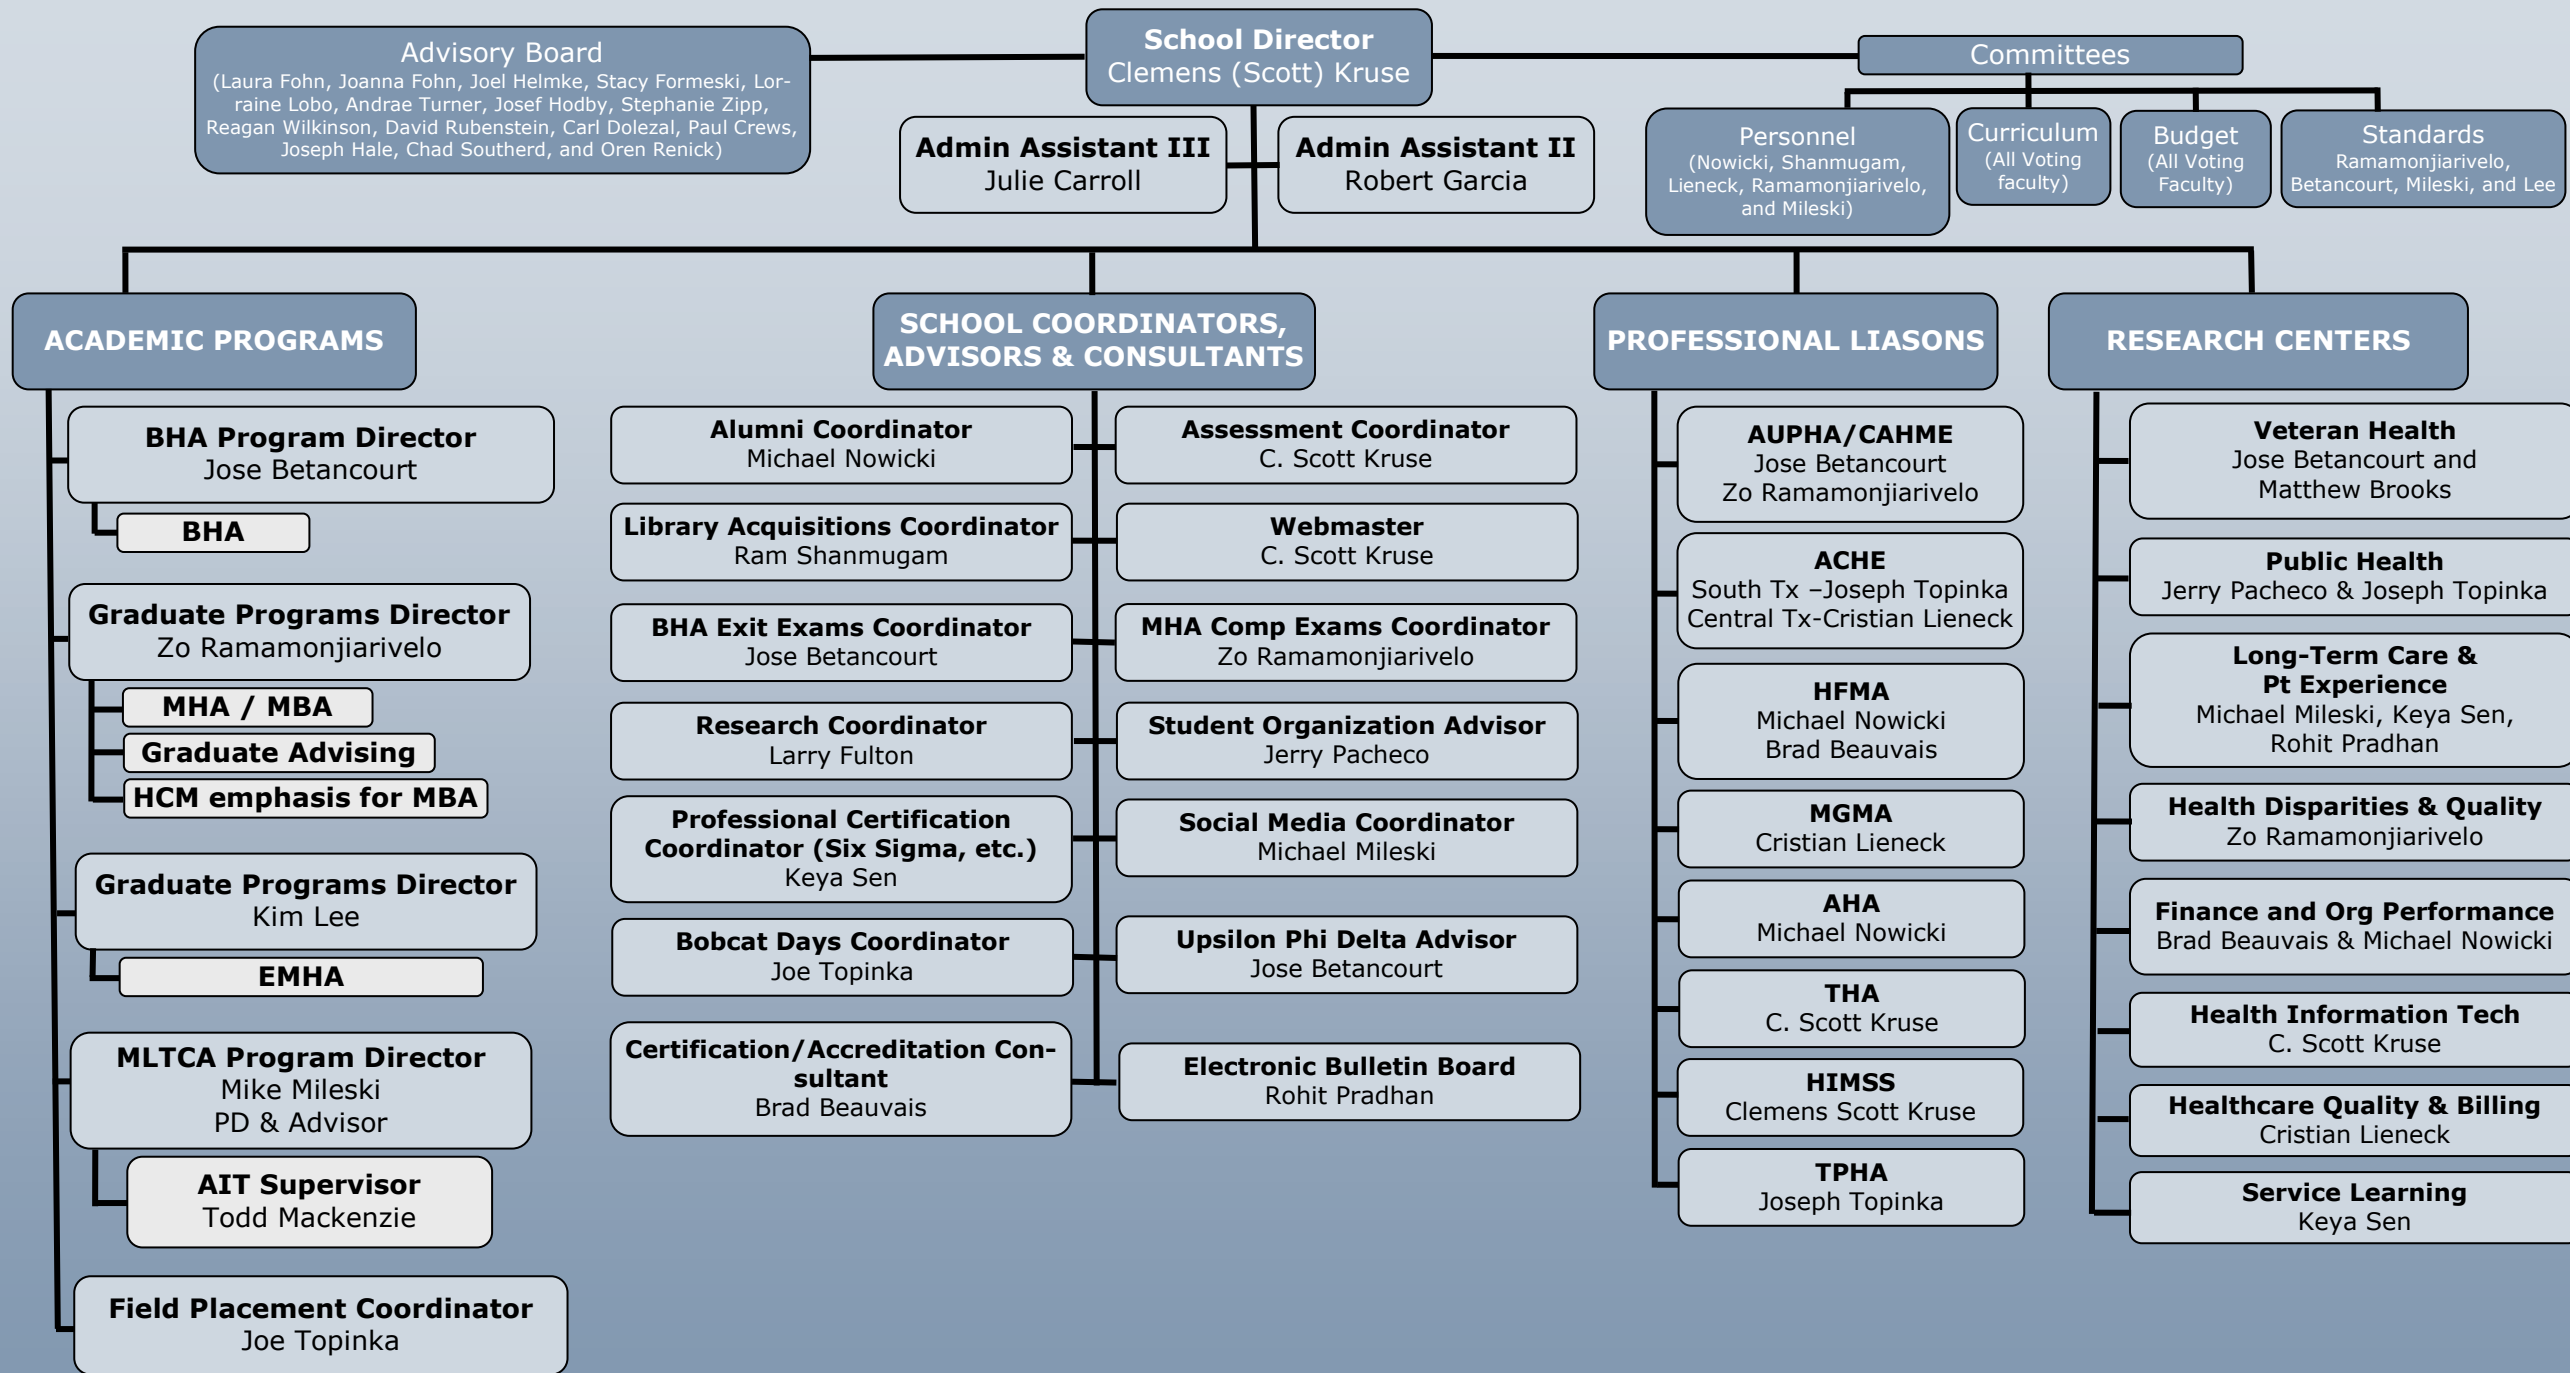 Advisory Board
(Laura Fohn, Joanna Fohn, Joel Helmke, Stacy Formeski, Lor-
raine Lobo, Andrae Turner, Josef Hodby, Stephanie Zipp,
Reagan Wilkinson, David Rubenstein, Carl Dolezal, Paul Crews,
Joseph Hale, Chad Southerd, and Oren Renick)
School Director
Clemens (Scott) Kruse
Committees
Admin Assistant III
Julie Carroll
Admin Assistant II
Robert Garcia
Personnel
(Nowicki, Shanmugam,
Lieneck, Ramamonjiarivelo,
and Mileski)
Curriculum
(All Voting
faculty)
Budget
(All Voting
Faculty)
Standards
Ramamonjiarivelo,
Betancourt, Mileski, and Lee
ACADEMIC PROGRAMS
BHA Program Director
Jose Betancourt
BHA
Graduate Programs Director
Zo Ramamonjiarivelo
MHA / MBA
Graduate Advising
HCM emphasis for MBA
Graduate Programs Director
Kim Lee
EMHA
MLTCA Program Director
Mike Mileski
PD & Advisor
AIT Supervisor
Todd Mackenzie
Field Placement Coordinator
Joe Topinka
SCHOOL COORDINATORS,
ADVISORS & CONSULTANTS
Alumni Coordinator
Michael Nowicki
Assessment Coordinator
C. Scott Kruse
Library Acquisitions Coordinator
Ram Shanmugam
Webmaster
C. Scott Kruse
BHA Exit Exams Coordinator
Jose Betancourt
MHA Comp Exams Coordinator
Zo Ramamonjiarivelo
Research Coordinator
Larry Fulton
Student Organization Advisor
Jerry Pacheco
Professional Certification
Coordinator (Six Sigma, etc.)
Keya Sen
Social Media Coordinator
Michael Mileski
Bobcat Days Coordinator
Joe Topinka
Upsilon Phi Delta Advisor
Jose Betancourt
Certification/Accreditation Con-
sultant
Brad Beauvais
Electronic Bulletin Board
Rohit Pradhan
PROFESSIONAL LIASONS
AUPHA/CAHME
Jose Betancourt
Zo Ramamonjiarivelo
ACHE
South Tx –Joseph Topinka
Central Tx-Cristian Lieneck
HFMA
Michael Nowicki
Brad Beauvais
MGMA
Cristian Lieneck
AHA
Michael Nowicki
THA
C. Scott Kruse
HIMSS
Clemens Scott Kruse
TPHA
Joseph Topinka
RESEARCH CENTERS
Veteran Health
Jose Betancourt and
Matthew Brooks
Public Health
Jerry Pacheco & Joseph Topinka
Long-Term Care &
Pt Experience
Michael Mileski, Keya Sen,
Rohit Pradhan
Health Disparities & Quality
Zo Ramamonjiarivelo
Finance and Org Performance
Brad Beauvais & Michael Nowicki
Health Information Tech
C. Scott Kruse
Healthcare Quality & Billing
Cristian Lieneck
Service Learning
Keya Sen